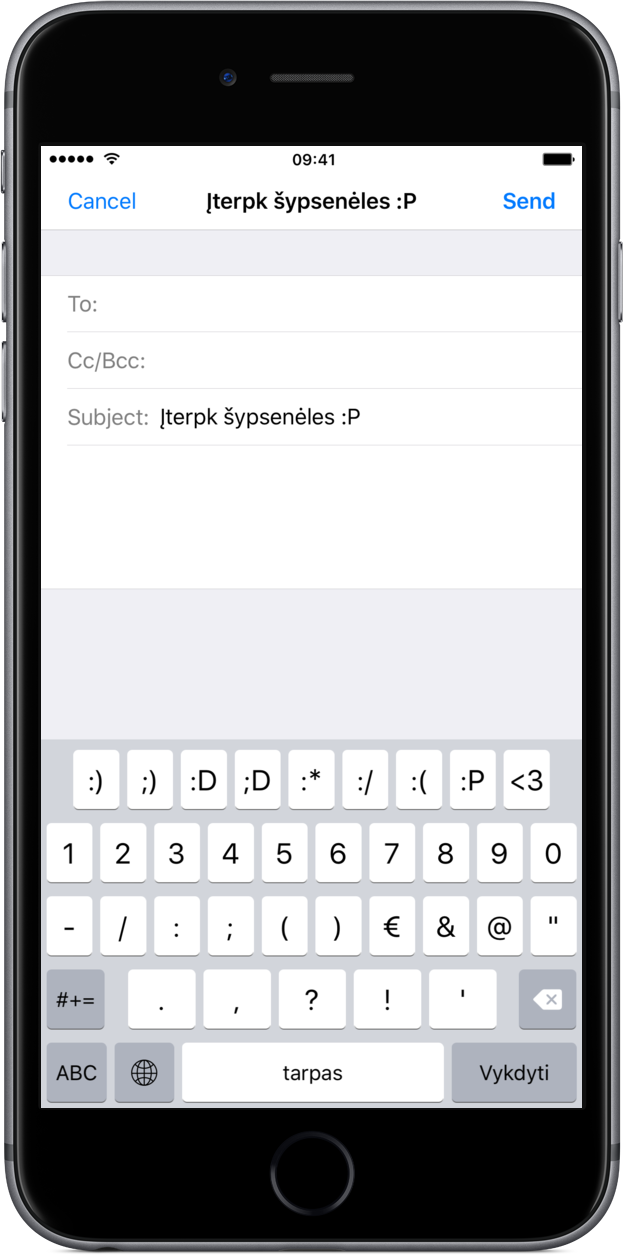 09:41
Cancel Įterpk šypsenėles :P Send
To:
Cc/Bcc:
Subject: Įterpk šypsenėles :P
:) ;) :D ;D :* :/ :( :P <3
1 2 3 4 5 6 7 8 9 0
- / : ; ( ) € & @ "
#+= . , ? ! '
ABC tarpas Vykdyti